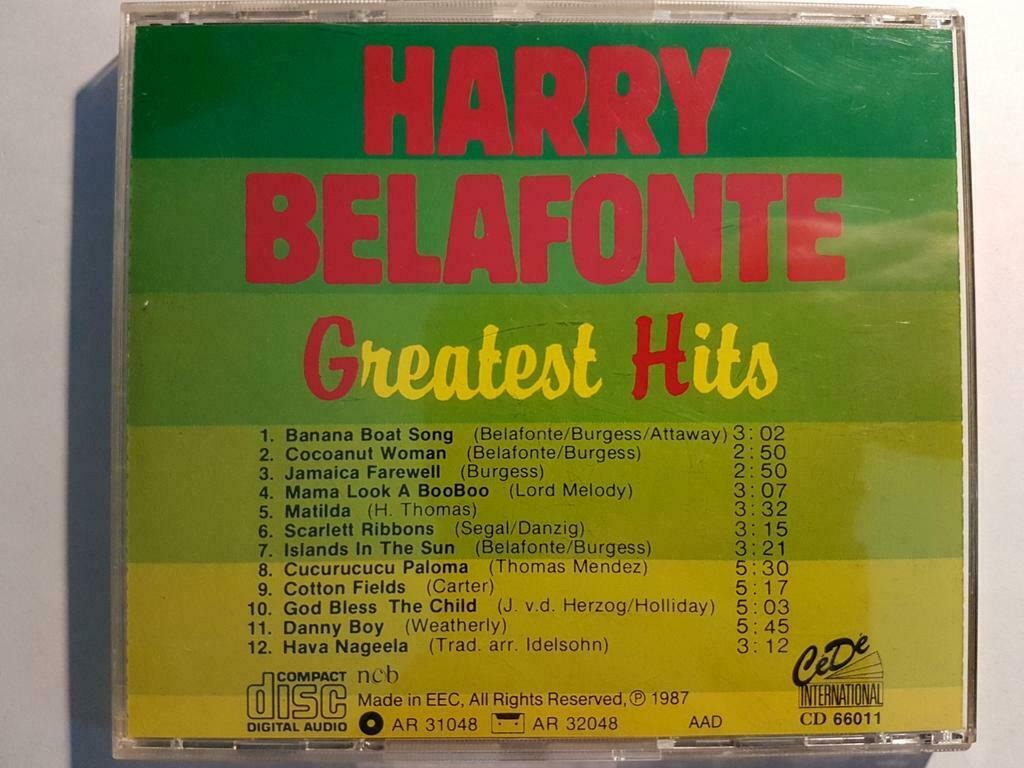 HARRY
BELAFONTE
Greatest Hits
1. Banana Boat Song (Belafonte/Burgess/Attaway) 3:02
2. Cocoanut Woman (Belafonte/Burgess) 2:50
3. Jamaica Farewell (Burgess) 2:50
4. Mama Look A BooBoo (Lord Melody) 3:07
5. Matilda (H. Thomas) 3:32
6. Scarlett Ribbons (Segal/Danzig) 3:15
7. Islands In The Sun (Belafonte/Burgess) 3:21
8. Cucurucucu Paloma (Thomas Mendez) 5:30
9. Cotton Fields (Carter) 5:17
10. God Bless The Child (J. v.d. Herzog/Holliday) 5:03
11. Danny Boy (Weatherly) 5:45
12. Hava Nageela (Trad. arr. Idelsohn) 3:12
COMPACT
disc
DIGITAL AUDIO
ncb
Made in EEC, All Rights Reserved, ℗ 1987
AR 31048 AR 32048 AAD
CéDé
INTERNATIONAL
CD 66011